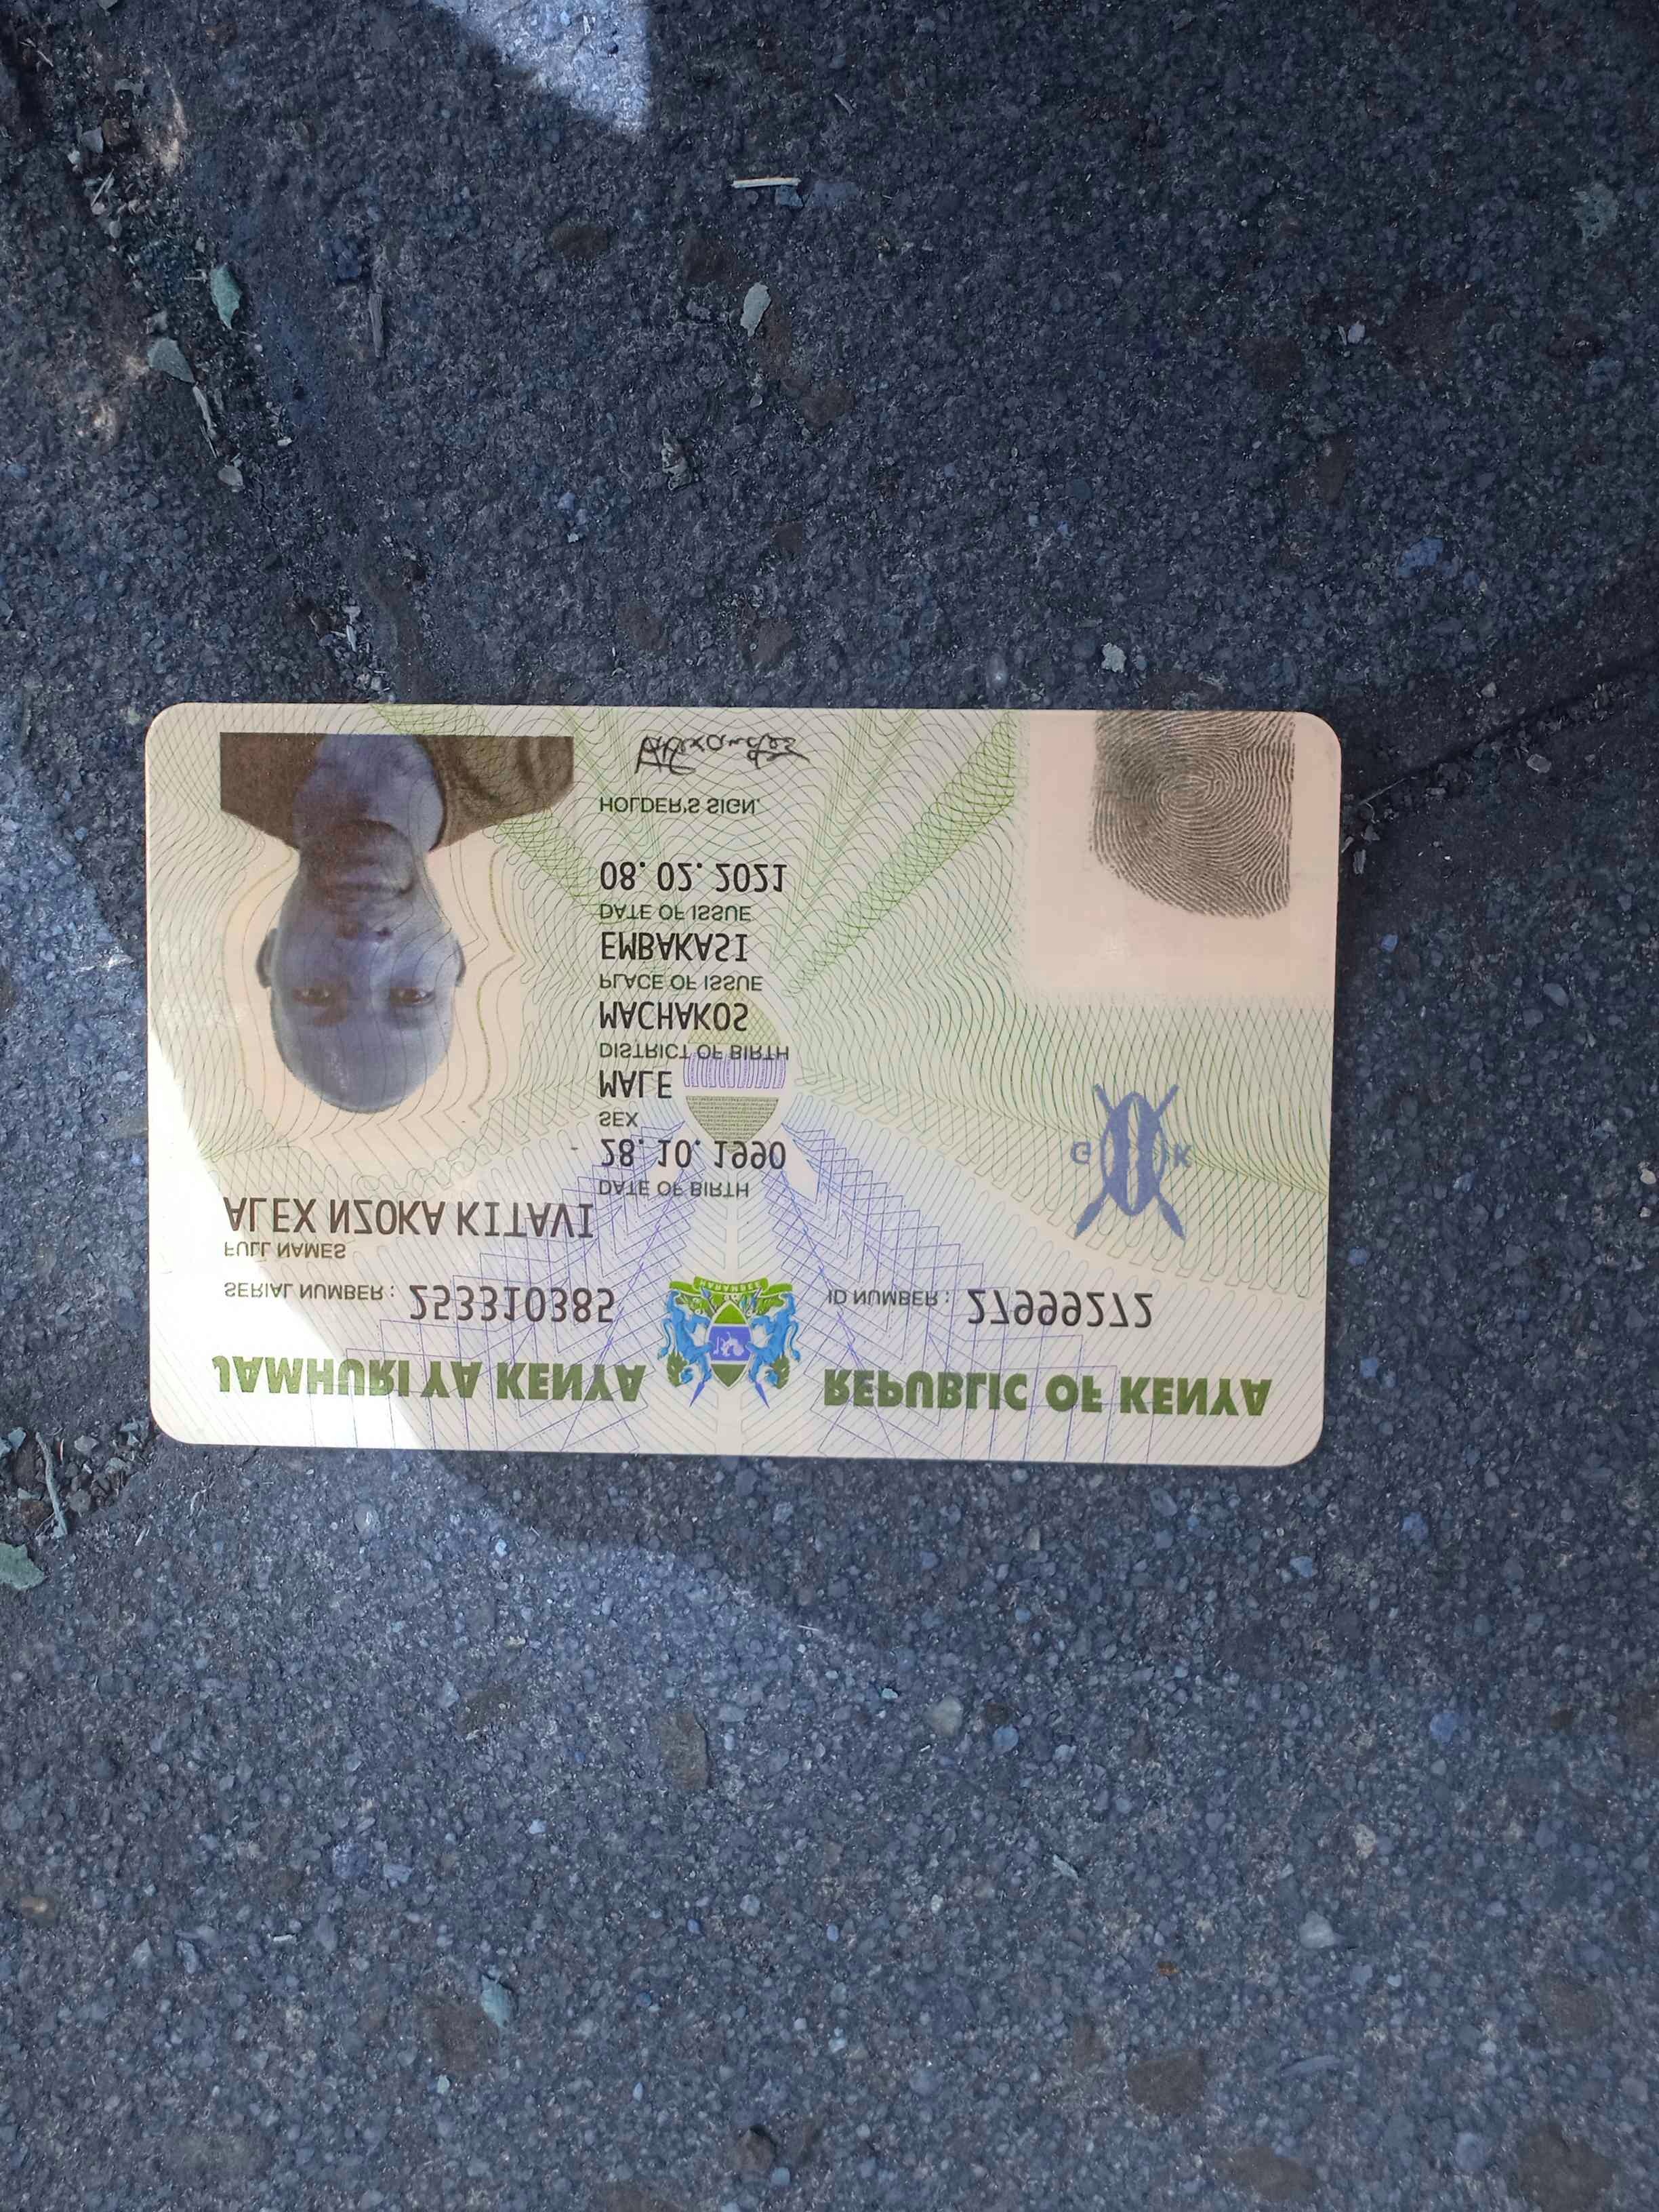 JAMHURI YA KENYA
REPUBLIC OF KENYA
SERIAL NUMBER: 253310385
ID NUMBER: 27999272
HARAMBEE
FULL NAMES
ALEX NZOKA KITAVI
DATE OF BIRTH
28. 10. 1990
SEX
MALE
DISTRICT OF BIRTH
MACHAKOS
PLACE OF ISSUE
EMBAKASI
DATE OF ISSUE
08. 02. 2021
HOLDER'S SIGN.
G K